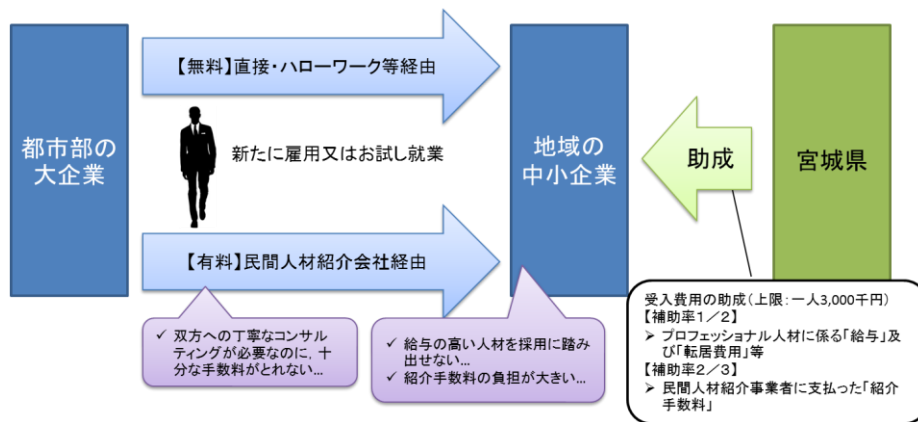 【無料】直接・ハローワーク等経由
都市部の
大企業
新たに雇用又はお試し就業
地域の
中小企業
助成
宮城県
【有料】民間人材紹介会社経由
✓ 双方への丁寧なコンサル
ティングが必要なのに，十
分な手数料がとれない…
✓ 給与の高い人材を採用に踏み
出せない…
✓ 紹介手数料の負担が大きい…
受入費用の助成（上限：一人3,000千円）
【補助率１／２】
➢ プロフェッショナル人材に係る「給与」及
び「転居費用」等
【補助率２／３】
➢ 民間人材紹介事業者に支払った「紹介
手数料」